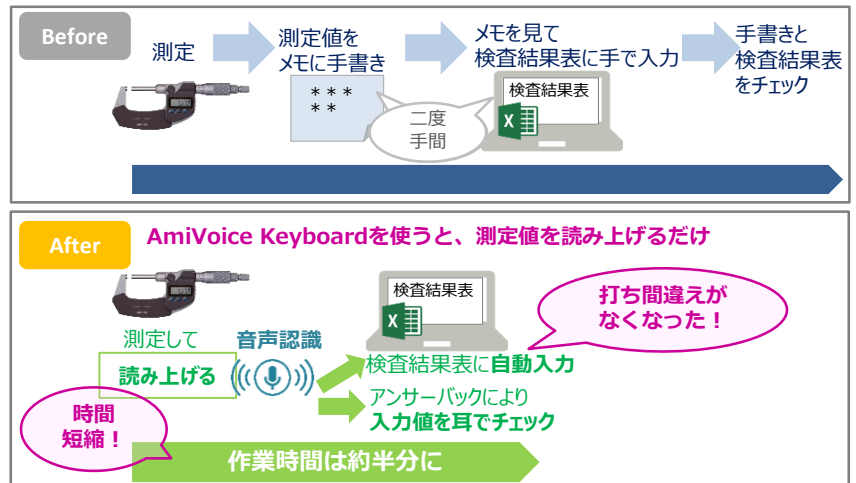 Before
測定
測定値を
メモに手書き
メモを見て
検査結果表に手で入力
手書きと
検査結果表
をチェック
＊＊＊
＊＊
二度
手間
検査結果表
X
After
AmiVoice Keyboardを使うと、測定値を読み上げるだけ
検査結果表
X
打ち間違えが
なくなった！
測定して
読み上げる
音声認識
検査結果表に自動入力
アンサーバックにより
入力値を耳でチェック
時間
短縮！
作業時間は約半分に